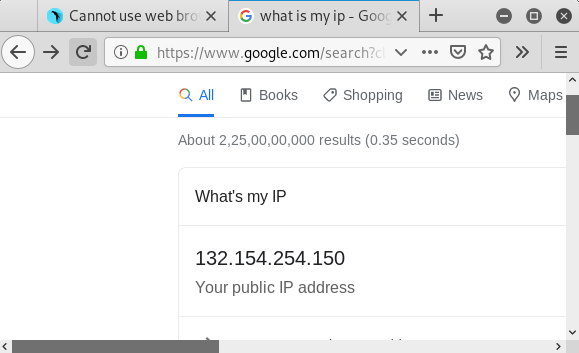 Cannot use web bro
what is my ip - Goog
https://www.google.com/search?cl
All Books Shopping News Maps
About 2,25,00,00,000 results (0.35 seconds)
What's my IP
132.154.254.150
Your public IP address